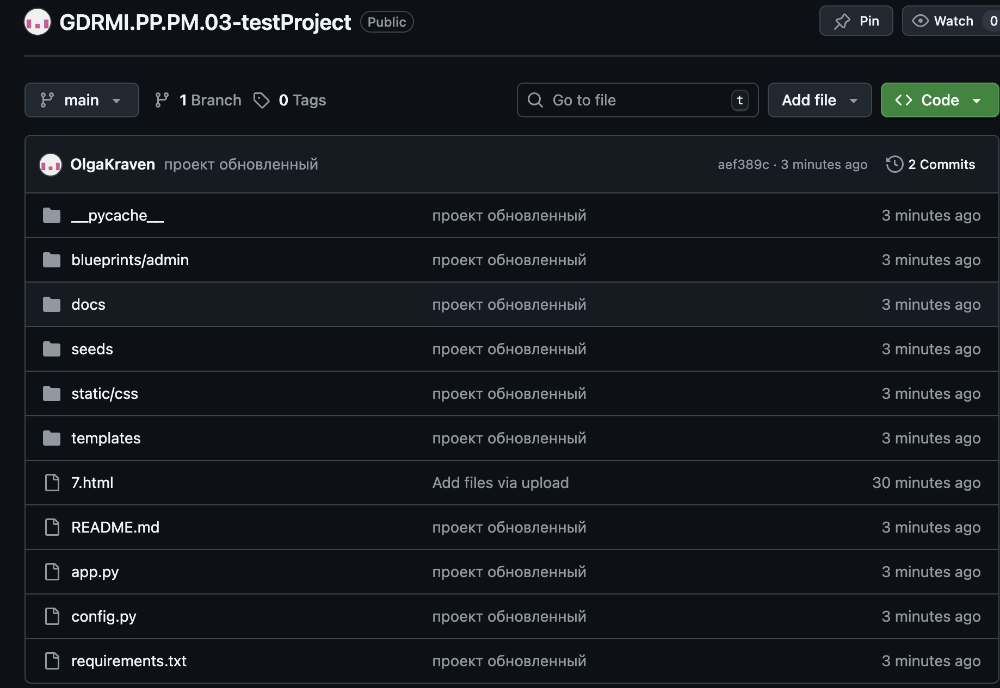 GDRMI.PP.PM.03-testProject Public Pin Watch 0
main 1 Branch 0 Tags Go to file t Add file Code
OlgaKraven проект обновленный aef389c · 3 minutes ago 2 Commits
__pycache__ проект обновленный 3 minutes ago
blueprints/admin проект обновленный 3 minutes ago
docs проект обновленный 3 minutes ago
seeds проект обновленный 3 minutes ago
static/css проект обновленный 3 minutes ago
templates проект обновленный 3 minutes ago
7.html Add files via upload 30 minutes ago
README.md проект обновленный 3 minutes ago
app.py проект обновленный 3 minutes ago
config.py проект обновленный 3 minutes ago
requirements.txt проект обновленный 3 minutes ago